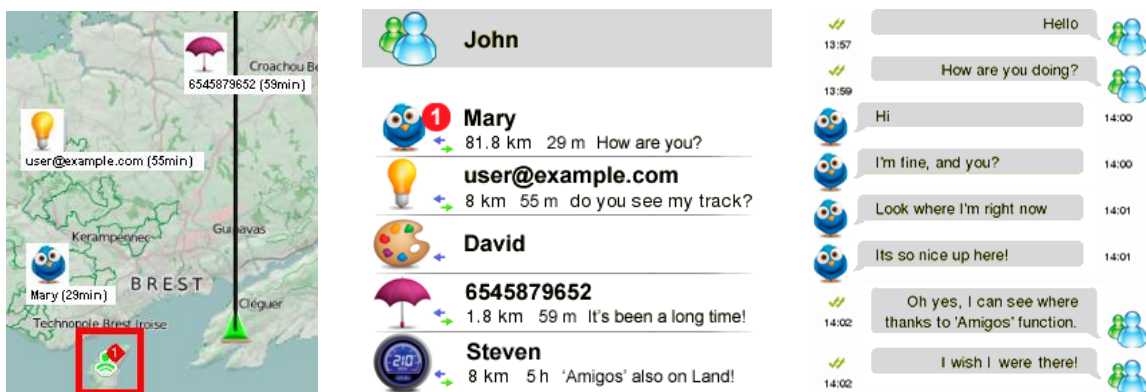 Croachou Be
6545879652 (59min)
user@example.com (55min)
Kerampennec
Guipavas
Mary (29min)
BREST
Cléguer
Technopole Brest Iroise
1
John
1
Mary
81.8 km 29 m How are you?
user@example.com
8 km 55 m do you see my track?
David
6545879652
1.8 km 59 m It's been a long time!
210
Steven
8 km 5 h 'Amigos' also on Land!
Hello
13:57
How are you doing?
13:59
Hi
14:00
I'm fine, and you?
14:00
Look where I'm right now
14:01
Its so nice up here!
14:01
Oh yes, I can see where
thanks to 'Amigos' function.
14:02
I wish I were there!
14:02